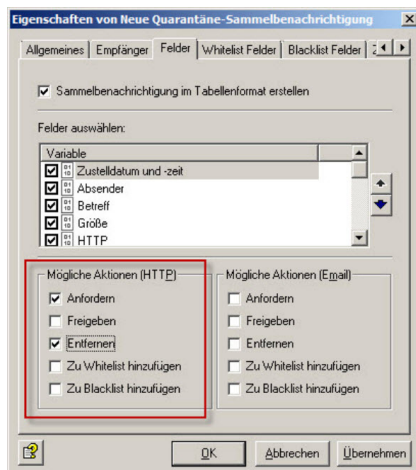 Eigenschaften von Neue Quarantäne-Sammelbenachrichtigung
Allgemeines Empfänger Felder Whitelist Felder Blacklist Felder
Sammelbenachrichtigung im Tabellenformat erstellen
Felder auswählen:
Variable
Zustelldatum und -zeit
Absender
Betreff
Größe
HTTP
Mögliche Aktionen (HTTP)
Anfordern
Freigeben
Entfernen
Zu Whitelist hinzufügen
Zu Blacklist hinzufügen
Mögliche Aktionen (Email)
Anfordern
Freigeben
Entfernen
Zu Whitelist hinzufügen
Zu Blacklist hinzufügen
OK Abbrechen Übernehmen